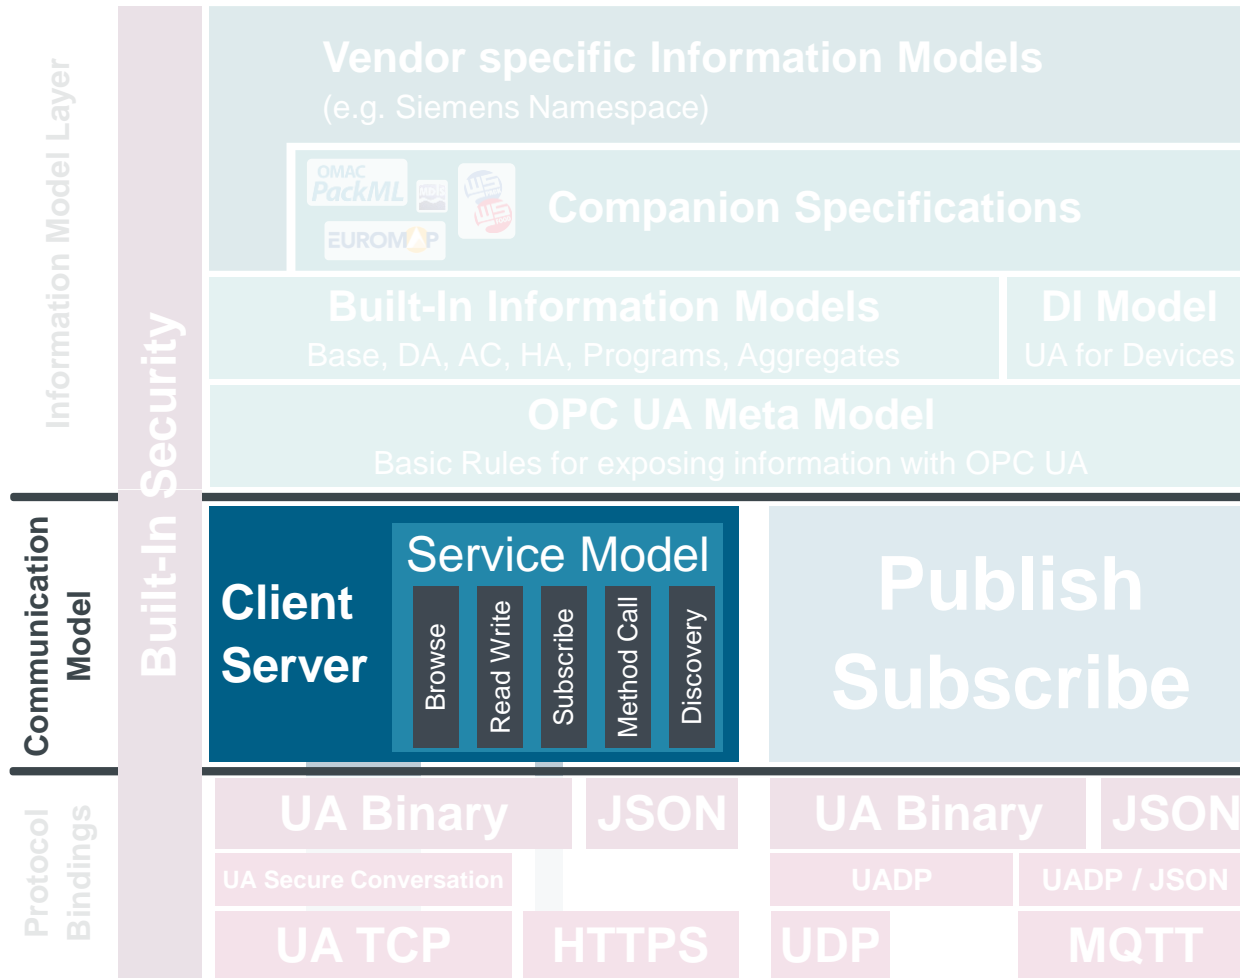 Information Model Layer
Built-In Security
Vendor specific Information Models
(e.g. Siemens Namespace)
OMAC
PackML
EUROMAP
WS
WS
Companion Specifications
Built-In Information Models
Base, DA, AC, HA, Programs, Aggregates
DI Model
UA for Devices
OPC UA Meta Model
Basic Rules for exposing information with OPC UA
Communication
Model
Client
Server
Service Model
Browse
Read Write
Subscribe
Method Call
Discovery
Publish
Subscribe
Protocol
Bindings
UA Binary
JSON
UA Binary
JSON
UA Secure Conversation
UADP
UADP / JSON
UA TCP
HTTPS
UDP
MQTT